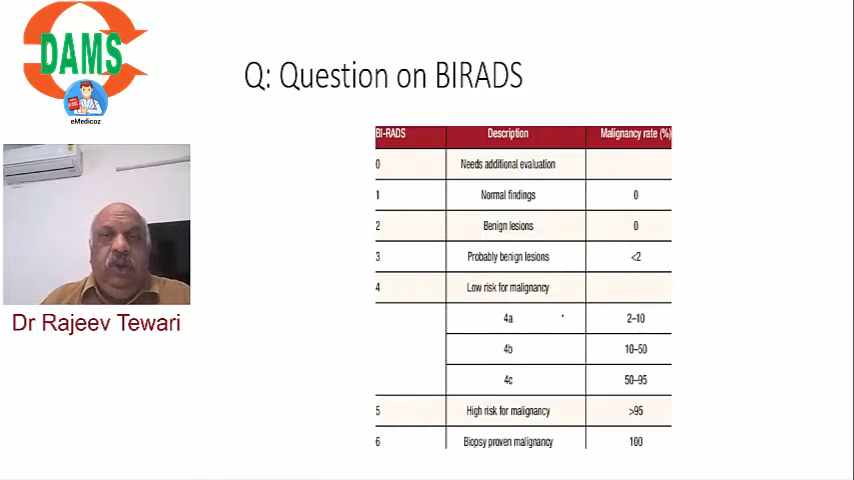 DAMS
eMedicoz
Q: Question on BIRADS
Dr Rajeev Tewari
BI-RADS Description Malignancy rate (%)
0 Needs additional evaluation
1 Normal findings 0
2 Benign lesions 0
3 Probably benign lesions <2
4 Low risk for malignancy
4a 2–10
4b 10–50
4c 50–95
5 High risk for malignancy >95
6 Biopsy proven malignancy 100